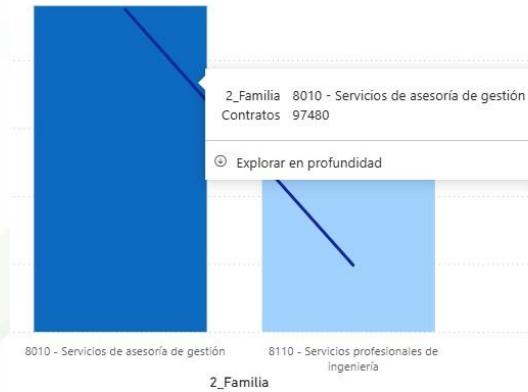 2_Familia 8010 - Servicios de asesoría de gestión
Contratos 97480
Explorar en profundidad
8010 - Servicios de asesoría de gestión
8110 - Servicios profesionales de
ingeniería
2_Familia